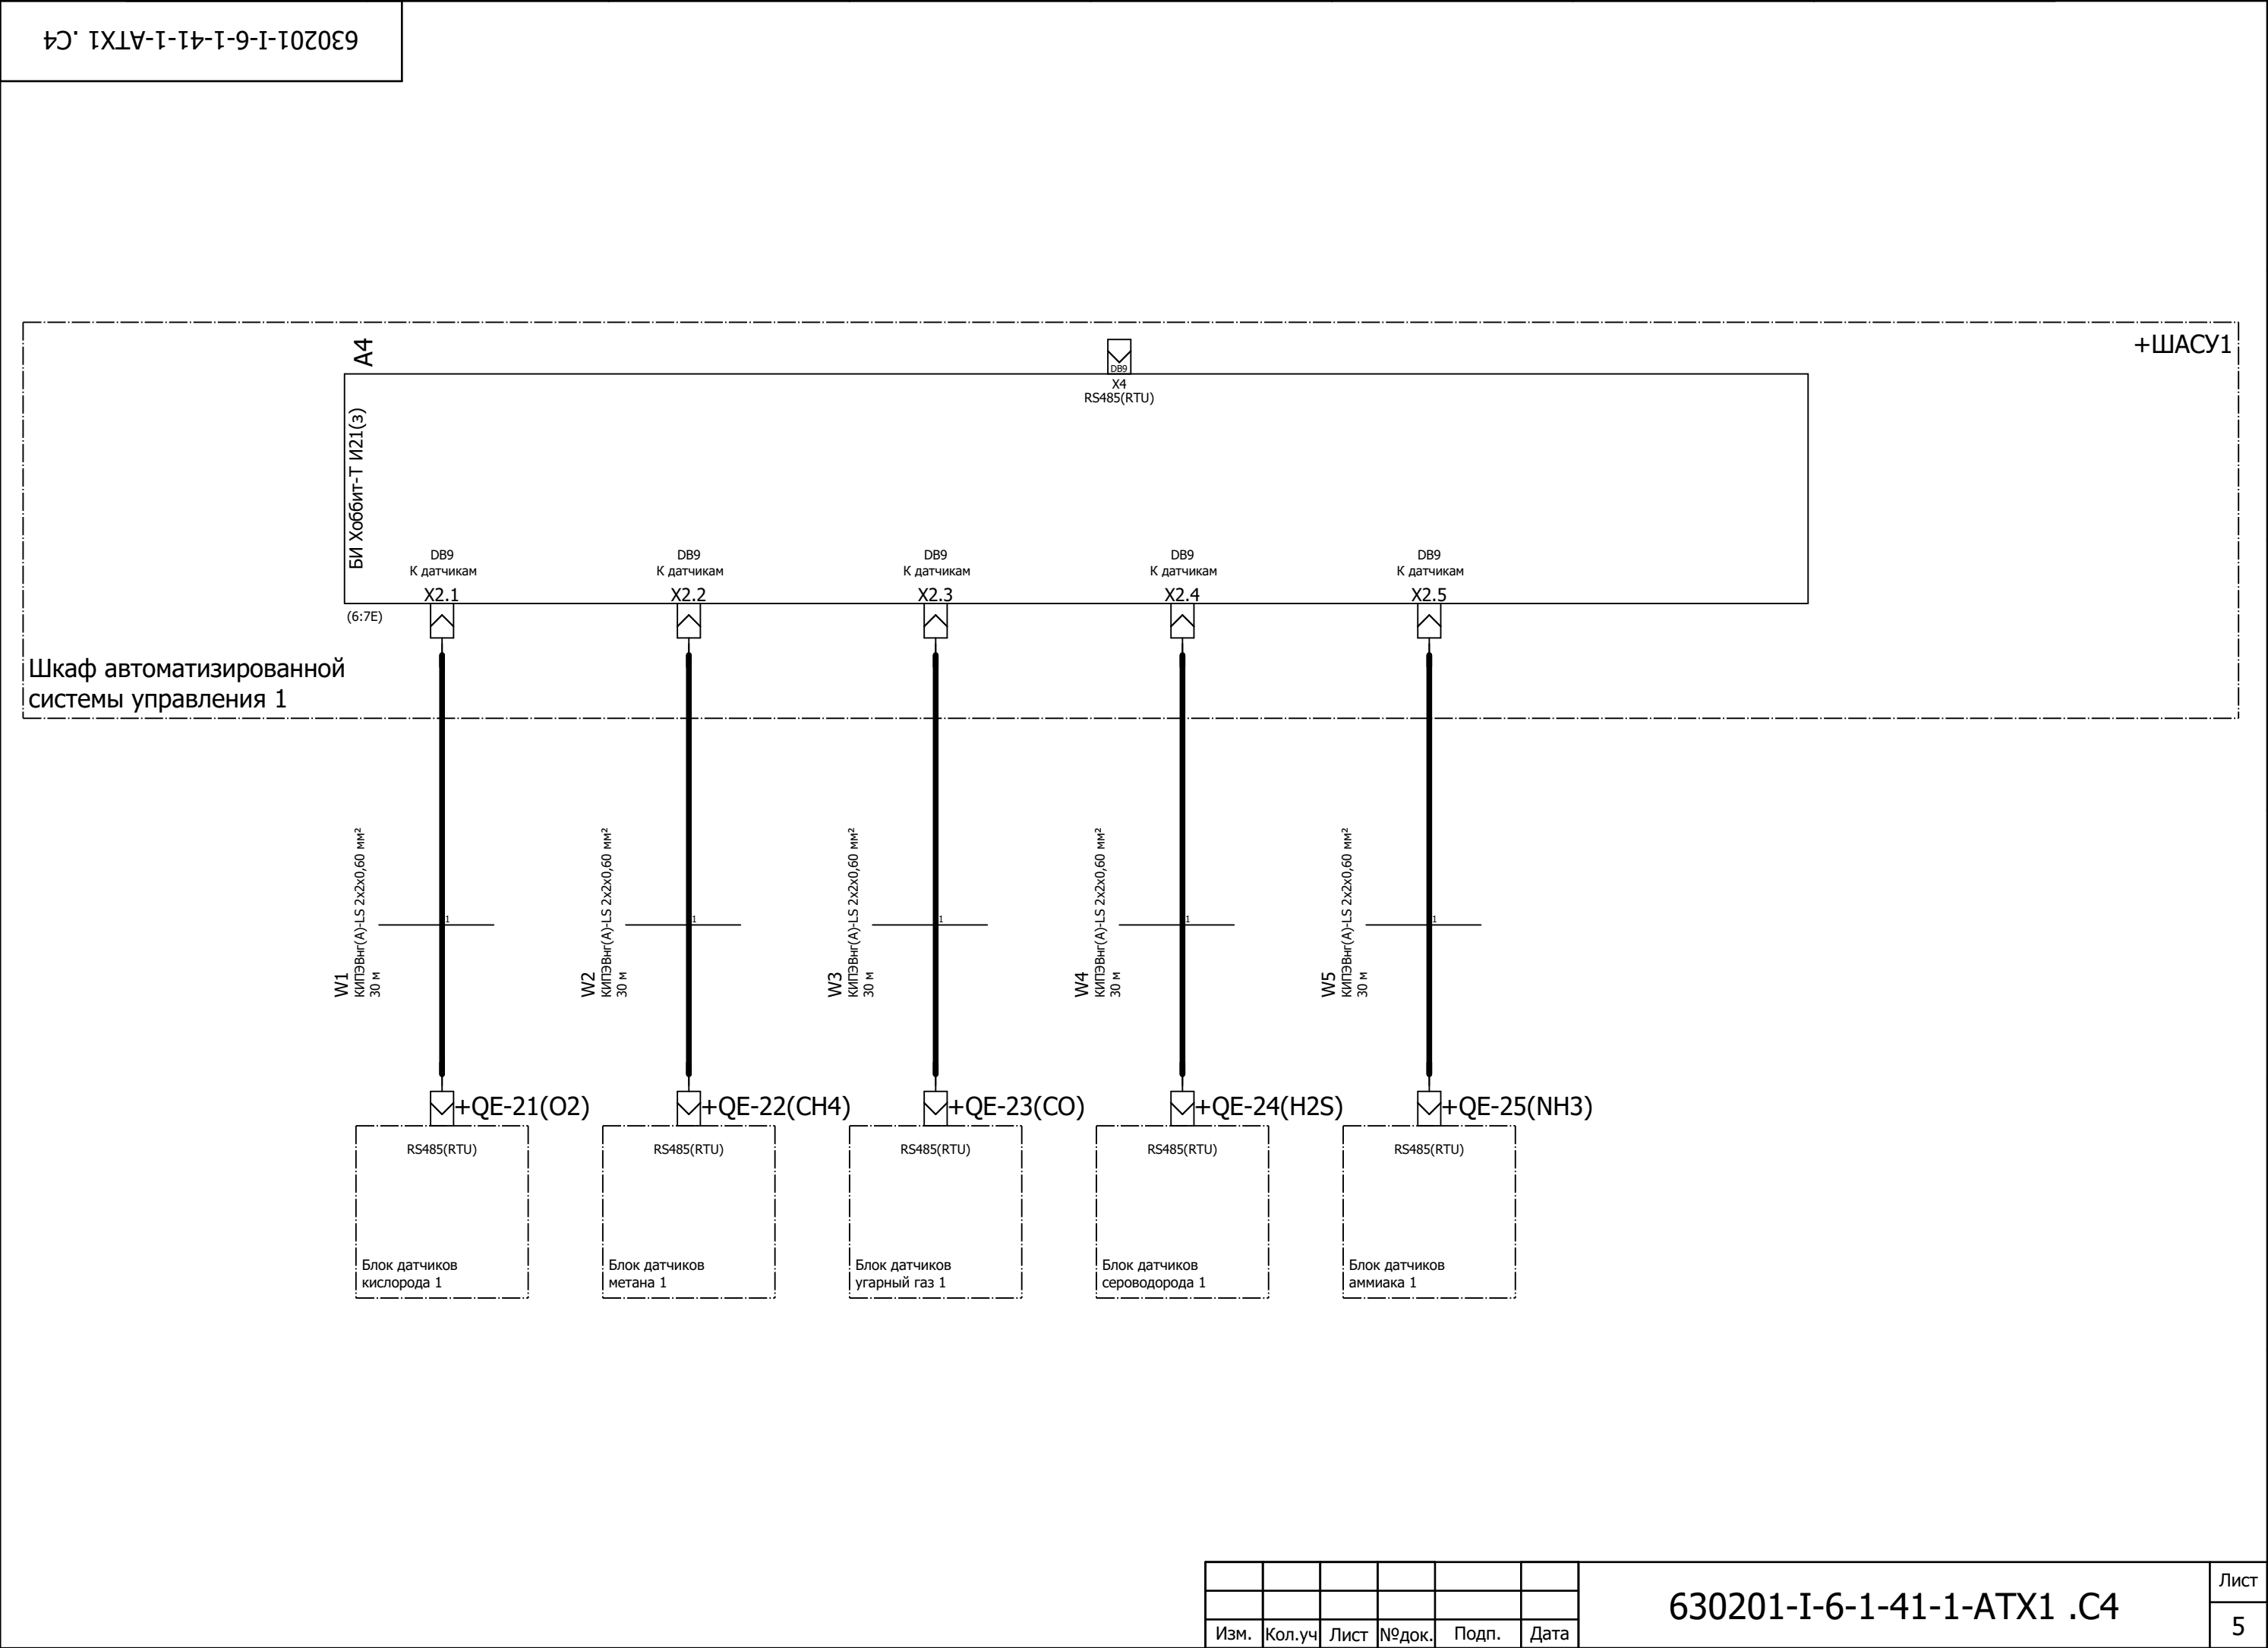 630201-I-6-1-41-1-АТХ1 .С4
+ШАСУ1
А4
БИ Хоббит-Т И21(з)
DB9
X4
RS485(RTU)
DB9
К датчикам
X2.1
DB9
К датчикам
X2.2
DB9
К датчикам
X2.3
DB9
К датчикам
X2.4
DB9
К датчикам
X2.5
(6:7E)
Шкаф автоматизированной
системы управления 1
W1
КИПЭВнг(А)-LS 2х2х0,60 мм²
30 м
1
W2
КИПЭВнг(А)-LS 2х2х0,60 мм²
30 м
1
W3
КИПЭВнг(А)-LS 2х2х0,60 мм²
30 м
1
W4
КИПЭВнг(А)-LS 2х2х0,60 мм²
30 м
1
W5
КИПЭВнг(А)-LS 2х2х0,60 мм²
30 м
1
+QE-21(O2)
RS485(RTU)
Блок датчиков
кислорода 1
+QE-22(CH4)
RS485(RTU)
Блок датчиков
метана 1
+QE-23(CO)
RS485(RTU)
Блок датчиков
угарный газ 1
+QE-24(H2S)
RS485(RTU)
Блок датчиков
сероводорода 1
+QE-25(NH3)
RS485(RTU)
Блок датчиков
аммиака 1
Изм. Кол.уч Лист №док. Подп. Дата
630201-I-6-1-41-1-АТХ1 .С4
Лист
5